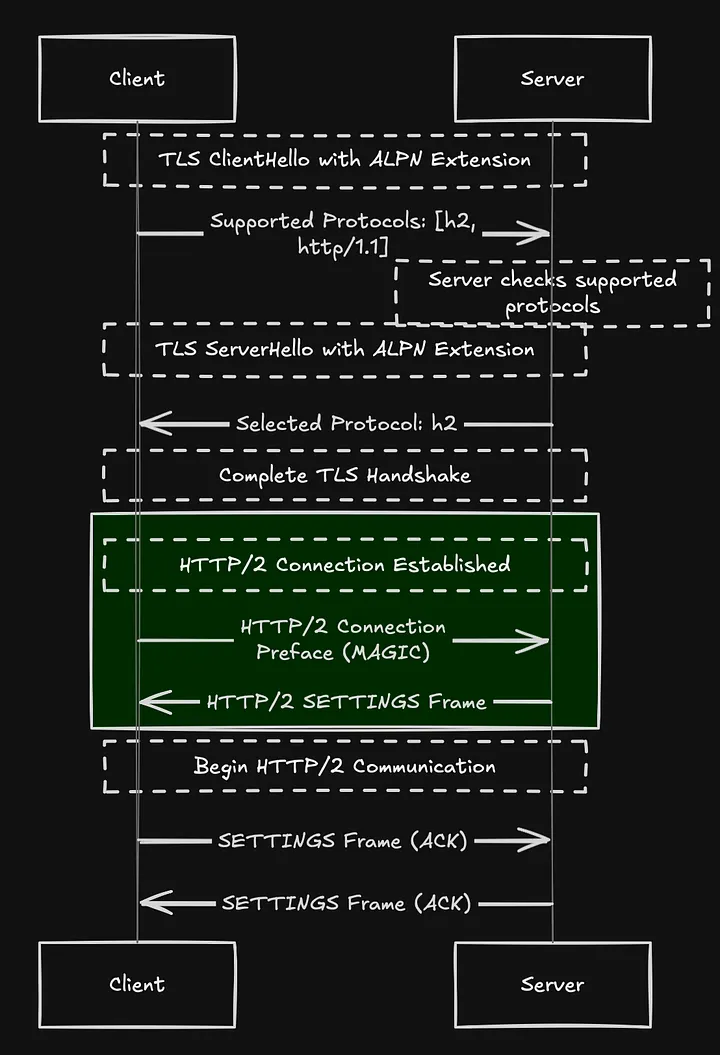 Client
Server
TLS ClientHello with ALPN Extension
Supported Protocols: [h2,
http/1.1]
Server checks supported
protocols
TLS ServerHello with ALPN Extension
Selected Protocol: h2
Complete TLS Handshake
HTTP/2 Connection Established
HTTP/2 Connection
Preface (MAGIC)
HTTP/2 SETTINGS Frame
Begin HTTP/2 Communication
SETTINGS Frame (ACK)
SETTINGS Frame (ACK)
Client
Server